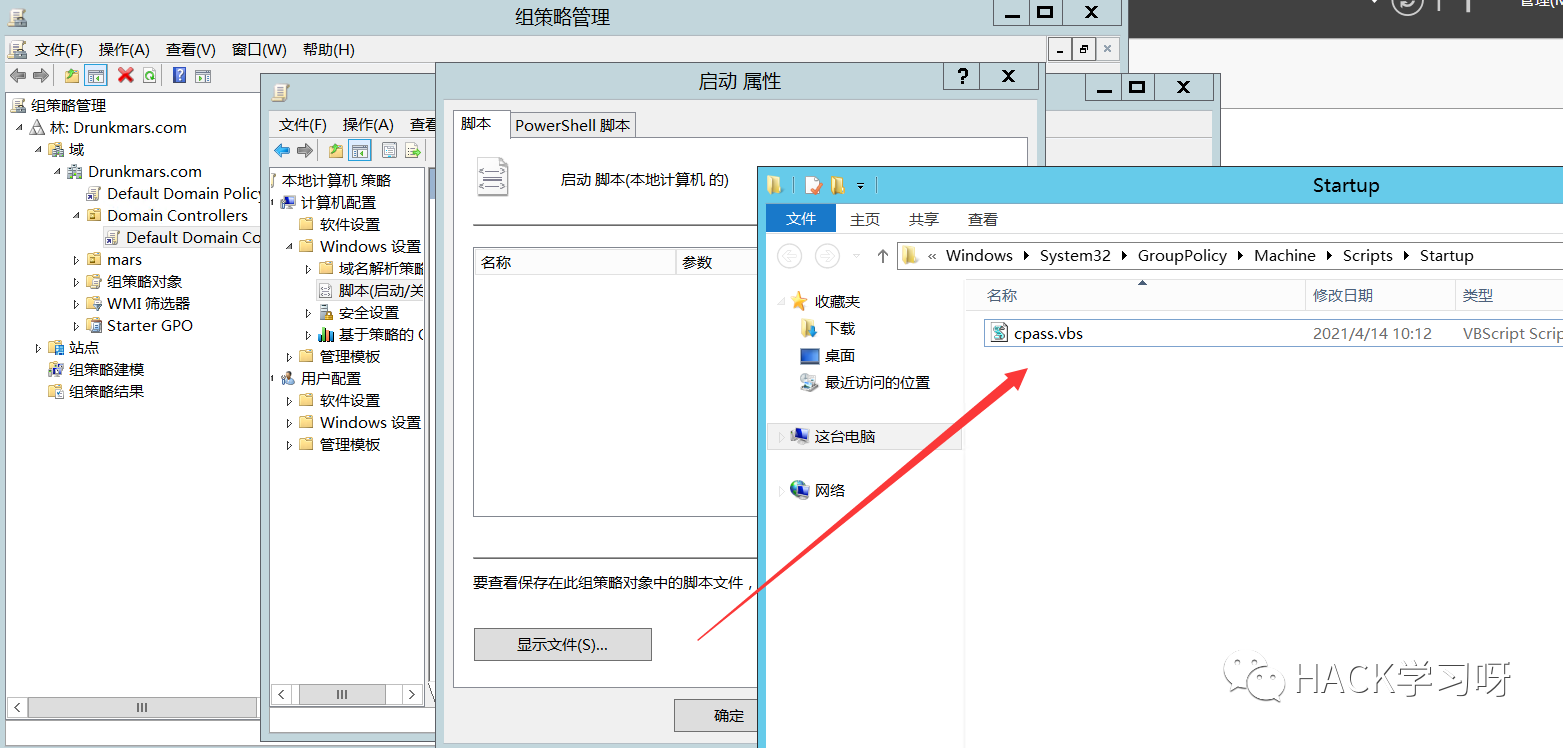 组策略管理
文件(F) 操作(A) 查看(V) 窗口(W) 帮助(H)
组策略管理
林: Drunkmars.com
域
Drunkmars.com
Default Domain Policy
Domain Controllers
Default Domain Co
mars
组策略对象
WMI 筛选器
Starter GPO
站点
组策略建模
组策略结果
文件(F) 操作(A) 查看
本地计算机 策略
计算机配置
软件设置
Windows 设置
域名解析策略
脚本(启动/关
安全设置
基于策略的
管理模板
用户配置
软件设置
Windows 设置
管理模板
启动 属性
脚本 PowerShell 脚本
启动 脚本(本地计算机 的)
名称 参数
要查看保存在此组策略对象中的脚本文件，
显示文件(S)...
确定
Startup
文件 主页 共享 查看
« Windows System32 GroupPolicy Machine Scripts Startup
名称 修改日期 类型
收藏夹
下载
桌面
最近访问的位置
这台电脑
网络
cpass.vbs 2021/4/14 10:12 VBScript Scrip
HACK学习呀